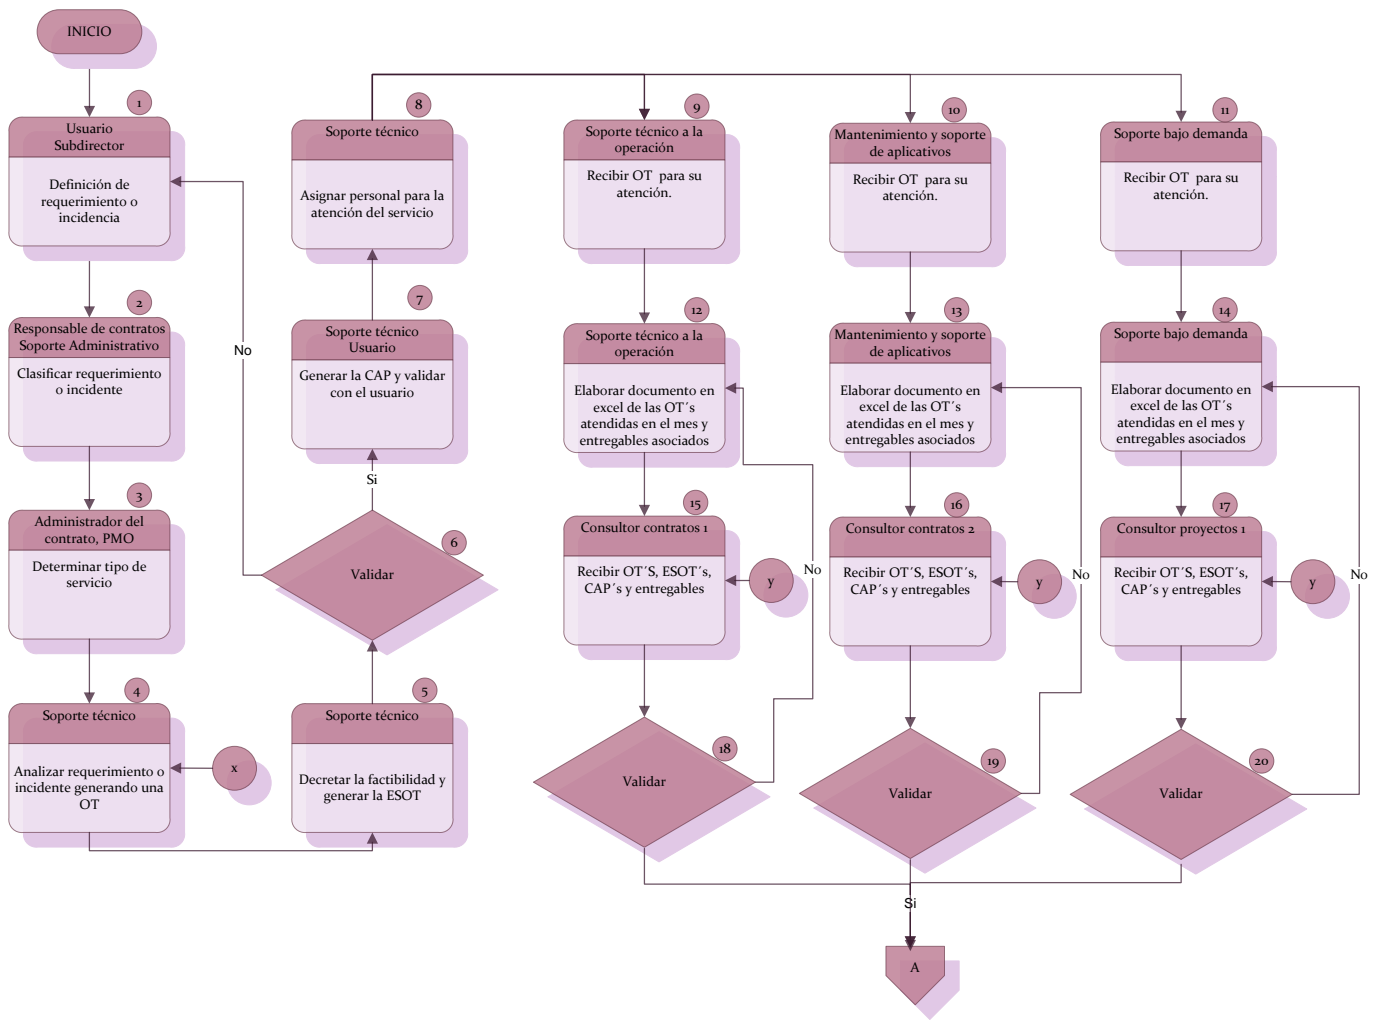 INICIO
1
Usuario
Subdirector
Definición de
requerimiento o
incidencia
2
Responsable de contratos
Soporte Administrativo
Clasificar requerimiento
o incidente
3
Administrador del
contrato, PMO
Determinar tipo de
servicio
4
Soporte técnico
Analizar requerimiento o
incidente generando una
OT
x
5
Soporte técnico
Decretar la factibilidad y
generar la ESOT
6
Validar
No
Si
7
Soporte técnico
Usuario
Generar la CAP y validar
con el usuario
8
Soporte técnico
Asignar personal para la
atención del servicio
9
Soporte técnico a la
operación
Recibir OT para su
atención.
10
Mantenimiento y soporte
de aplicativos
Recibir OT para su
atención.
11
Soporte bajo demanda
Recibir OT para su
atención.
12
Soporte técnico a la
operación
Elaborar documento en
excel de las OT´s
atendidas en el mes y
entregables asociados
13
Mantenimiento y soporte
de aplicativos
Elaborar documento en
excel de las OT´s
atendidas en el mes y
entregables asociados
14
Soporte bajo demanda
Elaborar documento en
excel de las OT´s
atendidas en el mes y
entregables asociados
15
Consultor contratos 1
Recibir OT´S, ESOT´s,
CAP´s y entregables
y
No
16
Consultor contratos 2
Recibir OT´S, ESOT´s,
CAP´s y entregables
y
No
17
Consultor proyectos 1
Recibir OT´S, ESOT´s,
CAP´s y entregables
y
No
18
Validar
19
Validar
20
Validar
Si
A